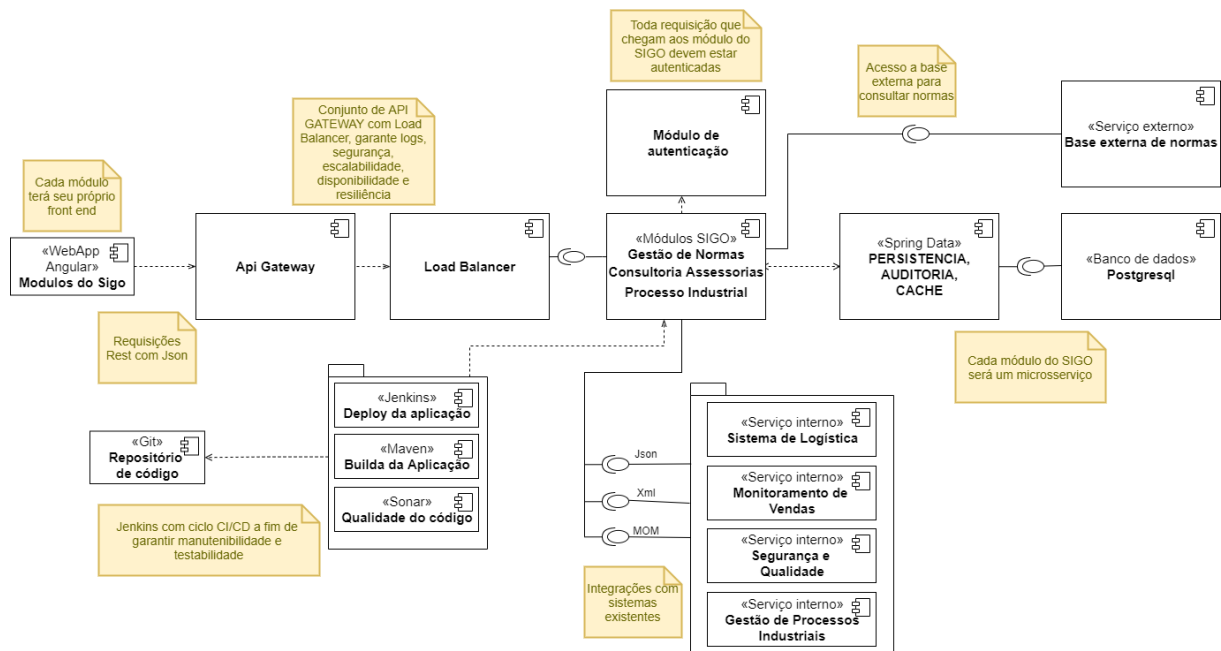 Toda requisição que
chegam aos módulo do
SIGO devem estar
autenticadas
Acesso a base
externa para
consultar normas
Conjunto de API
GATEWAY com Load
Balancer, garante logs,
segurança,
escalabilidade,
disponibilidade e
resiliência
Módulo de
autenticação
«Serviço externo»
Base externa de normas
Cada módulo
terá seu próprio
front end
«WebApp
Angular»
Modulos do Sigo
Api Gateway
Load Balancer
«Módulos SIGO»
Gestão de Normas
Consultoria Assessorias
Processo Industrial
«Spring Data»
PERSISTENCIA,
AUDITORIA,
CACHE
«Banco de dados»
Postgresql
Requisições
Rest com Json
Cada módulo do SIGO
será um microsserviço
«Jenkins»
Deploy da aplicação
«Maven»
Builda da Aplicação
«Sonar»
Qualidade do código
«Git»
Repositório
de código
Jenkins com ciclo CI/CD a fim de
garantir manutenibilidade e
testabilidade
Json
Xml
MOM
«Serviço interno»
Sistema de Logística
«Serviço interno»
Monitoramento de
Vendas
«Serviço interno»
Segurança e
Qualidade
«Serviço interno»
Gestão de Processos
Industriais
Integrações com
sistemas
existentes